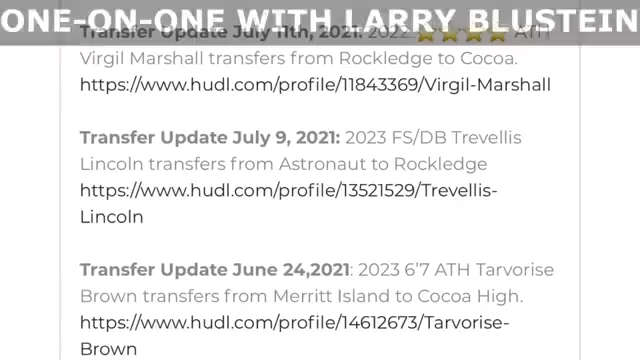 ONE-ON-ONE WITH LARRY BLUSTEIN
Transfer Update July 11th, 2021: 2022 ⭐⭐⭐⭐ ATH
Virgil Marshall transfers from Rockledge to Cocoa.
https://www.hudl.com/profile/11843369/Virgil-Marshall
Transfer Update July 9, 2021: 2023 FS/DB Trevellis
Lincoln transfers from Astronaut to Rockledge
https://www.hudl.com/profile/13521529/Trevellis-
Lincoln
Transfer Update June 24,2021: 2023 6’7 ATH Tarvorise
Brown transfers from Merritt Island to Cocoa High.
https://www.hudl.com/profile/14612673/Tarvorise-
Brown